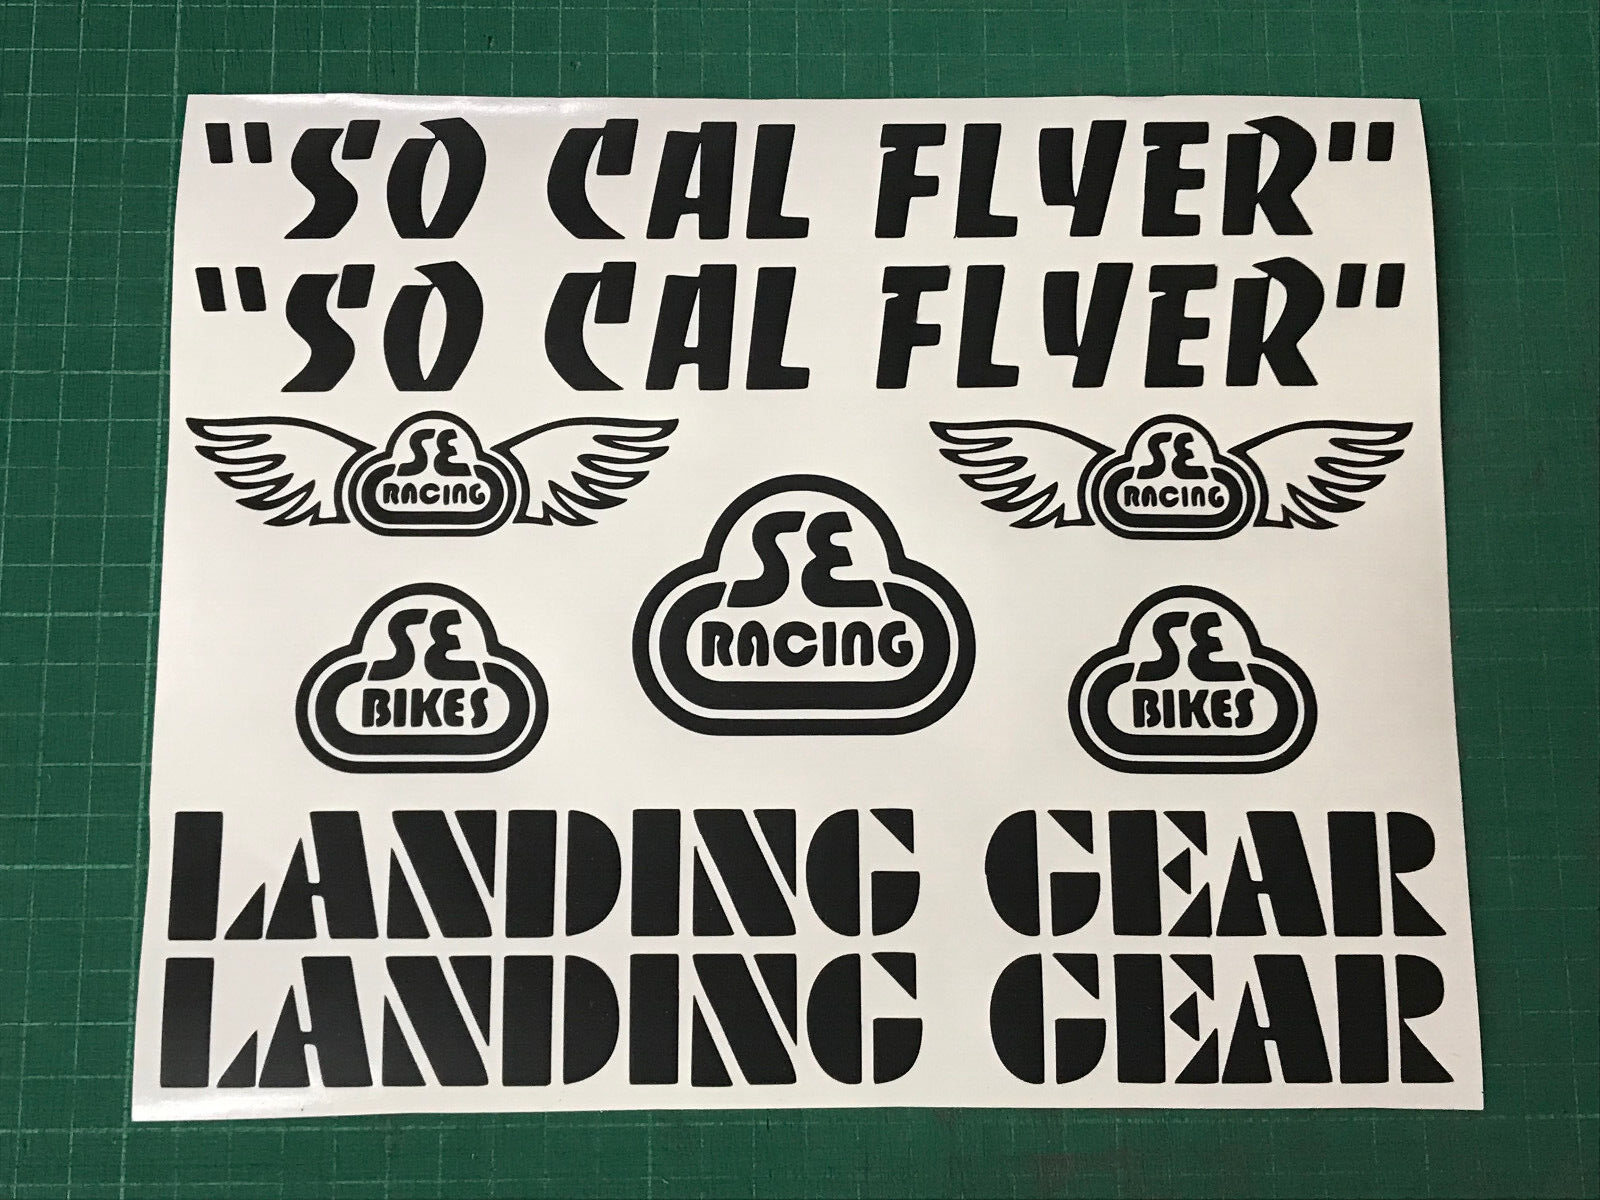 "SO CAL FLYER"
"SO CAL FLYER"
SE
RACING
SE
RACING
SE
RACING
SE
BIKES
SE
BIKES
LANDING GEAR
LANDING GEAR